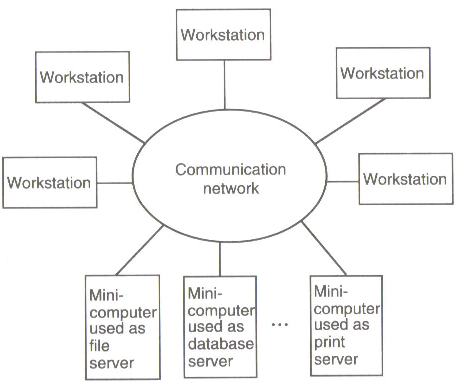 Workstation
Workstation
Workstation
Workstation
Communication
network
Workstation
Mini-
computer
used as
file
server
Mini-
computer
used as
database
server
...
Mini-
computer
used as
print
server